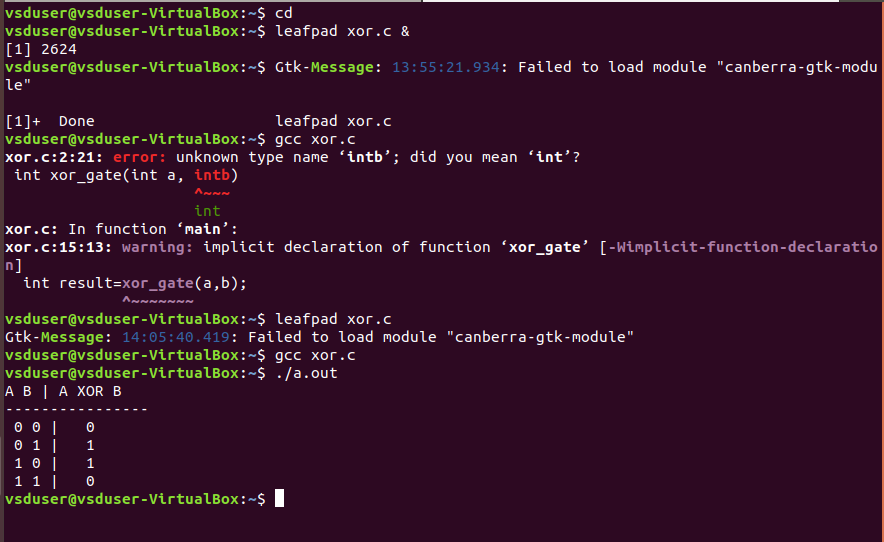 vsduser@vsduser-VirtualBox:~$ cd
vsduser@vsduser-VirtualBox:~$ leafpad xor.c &
[1] 2624
vsduser@vsduser-VirtualBox:~$ Gtk-Message: 13:55:21.934: Failed to load module "canberra-gtk-modu
le"

[1]+  Done                    leafpad xor.c
vsduser@vsduser-VirtualBox:~$ gcc xor.c
xor.c:2:21: error: unknown type name ‘intb’; did you mean ‘int’?
 int xor_gate(int a, intb)
                     ^~~~
                     int
xor.c: In function ‘main’:
xor.c:15:13: warning: implicit declaration of function ‘xor_gate’ [-Wimplicit-function-declaratio
n]
  int result=xor_gate(a,b);
             ^~~~~~~~
vsduser@vsduser-VirtualBox:~$ leafpad xor.c
Gtk-Message: 14:05:40.419: Failed to load module "canberra-gtk-module"
vsduser@vsduser-VirtualBox:~$ gcc xor.c
vsduser@vsduser-VirtualBox:~$ ./a.out
A B | A XOR B
----------------
 0 0 |   0
 0 1 |   1
 1 0 |   1
 1 1 |   0
vsduser@vsduser-VirtualBox:~$